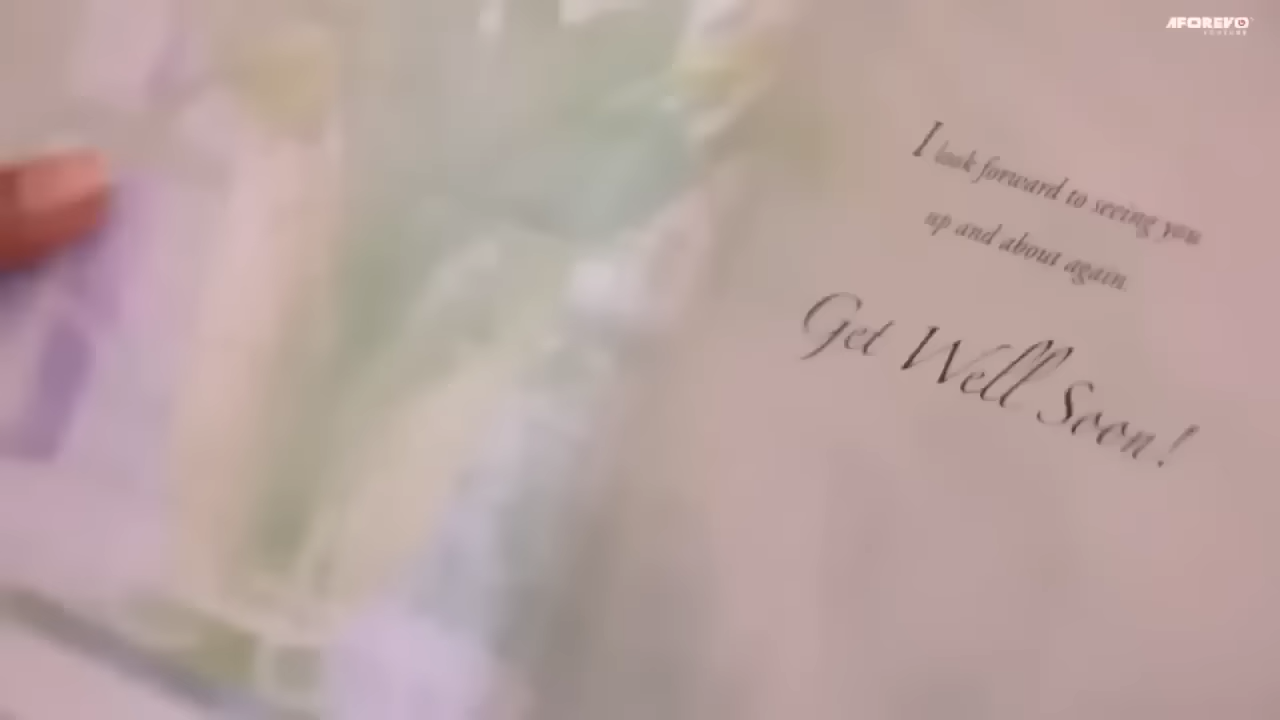 AFOREVO
I look forward to seeing you
up and about again.
Get Well Soon!